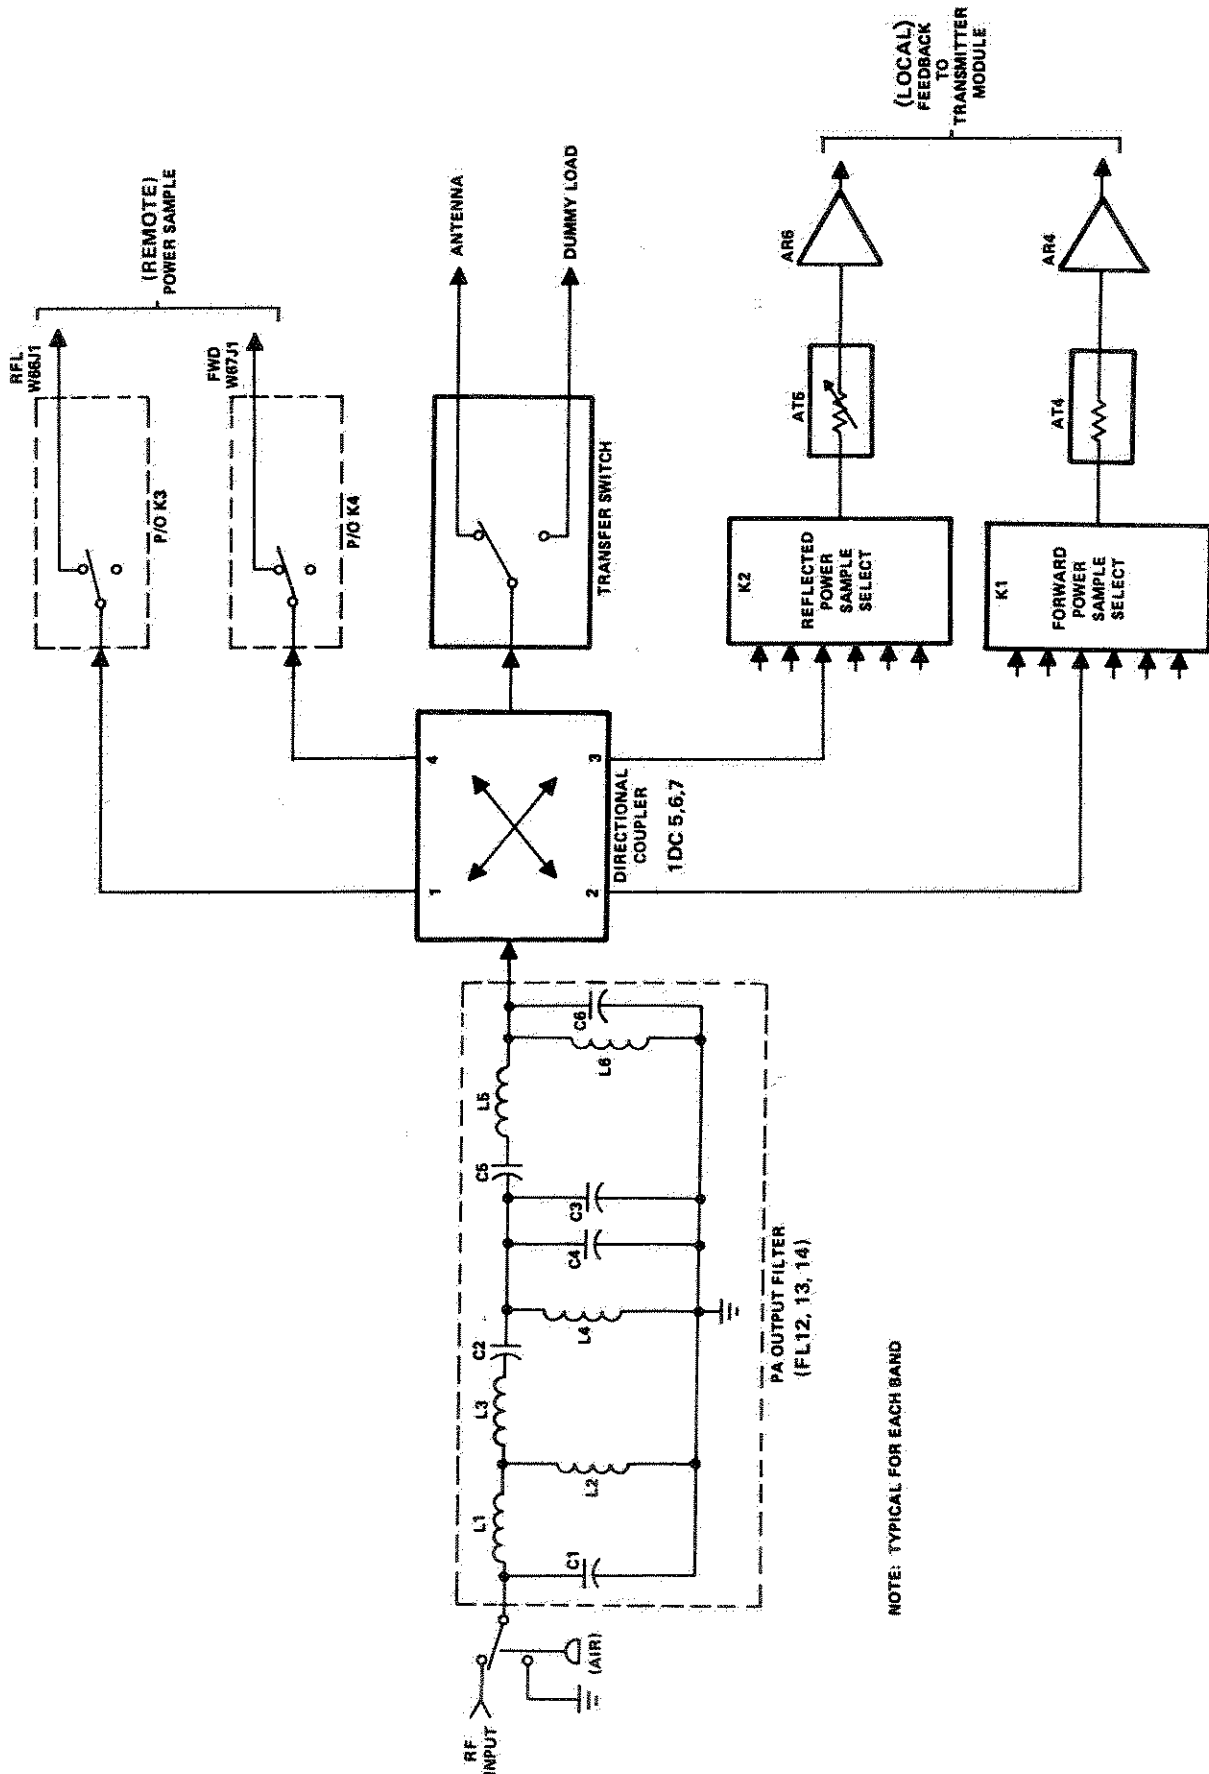 RF
INPUT
(AIR)
C1
L1
L2
L3
C2
L4
C4
C3
C5
L5
L6
C6
PA OUTPUT FILTER
(FL12, 13, 14)
NOTE: TYPICAL FOR EACH BAND
1
4
2
3
DIRECTIONAL
COUPLER
1DC 5,6,7
RFL
W66J1
P/O K3
FWD
W67J1
P/O K4
(REMOTE)
POWER SAMPLE
ANTENNA
DUMMY LOAD
TRANSFER SWITCH
K2
REFLECTED
POWER
SAMPLE
SELECT
AT5
AR6
K1
FORWARD
POWER
SAMPLE
SELECT
AT4
AR4
(LOCAL)
FEEDBACK
TO
TRANSMITTER
MODULE